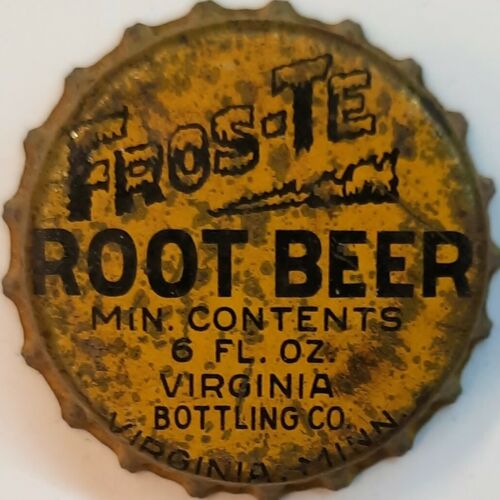 FROS-TE
ROOT BEER
MIN. CONTENTS
6 FL. OZ.
VIRGINIA
BOTTLING CO.
VIRGINIA, MINN.